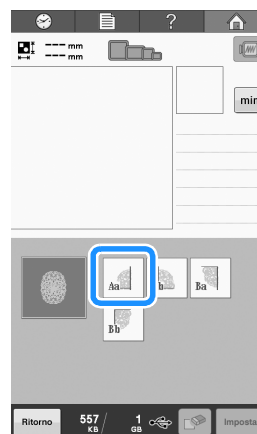 ?
--- mm
--- mm
min
Aa
Ba
Bb
Ritorno
557 KB / 1 GB
Imposta